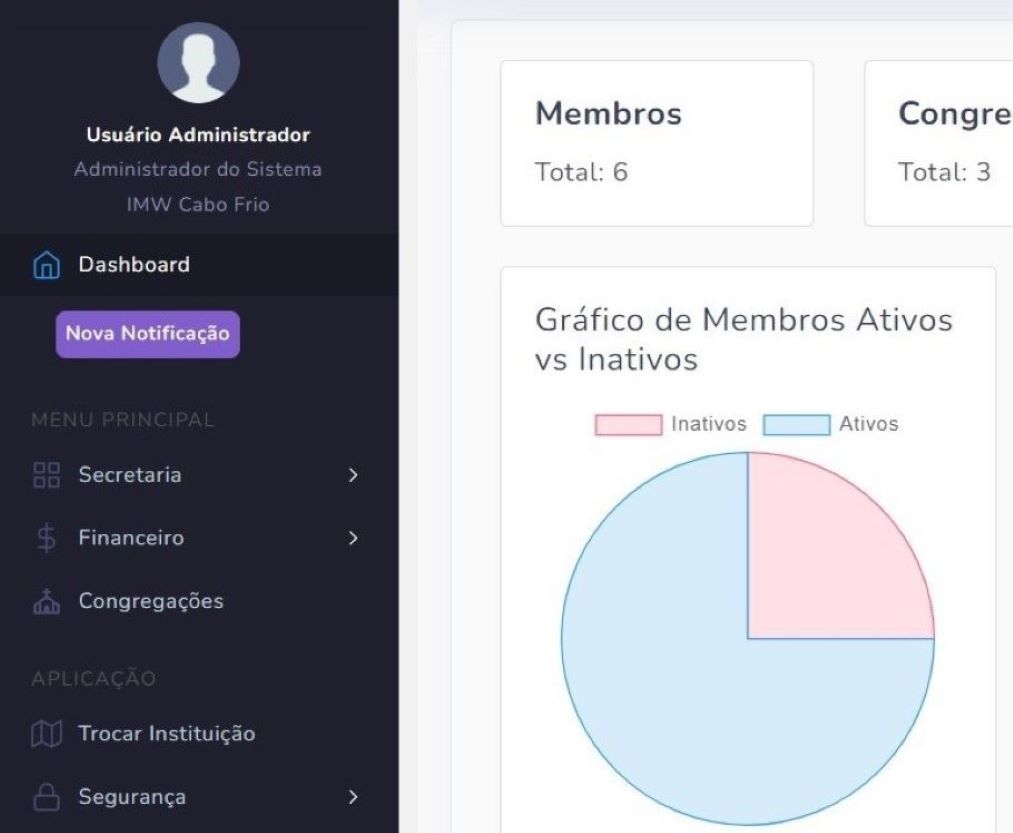 Usuário Administrador
Administrador do Sistema
IMW Cabo Frio
Dashboard
Nova Notificação
MENU PRINCIPAL
Secretaria
Financeiro
Congregações
APLICAÇÃO
Trocar Instituição
Segurança
Membros
Total: 6
Congre
Total: 3
Gráfico de Membros Ativos
vs Inativos
Inativos Ativos